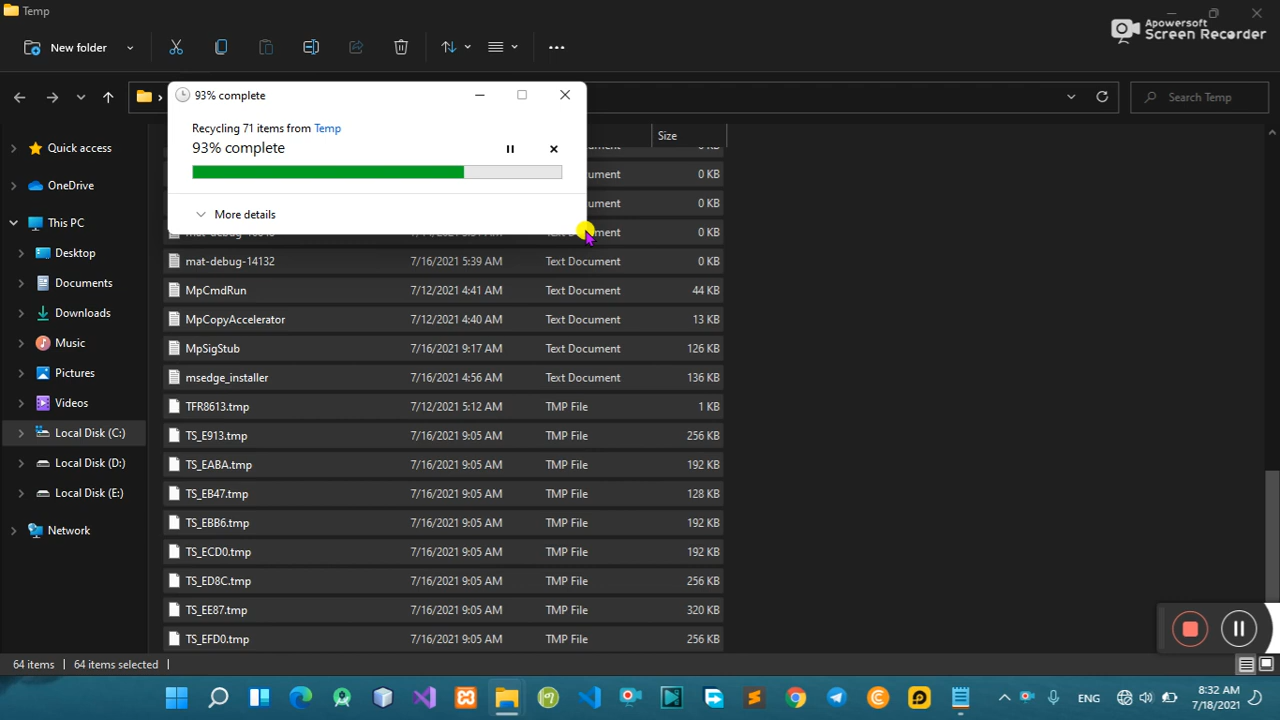 Temp
Apowersoft
Screen Recorder
New folder
Search Temp
93% complete
Recycling 71 items from Temp
93% complete
More details
Size
Quick access
OneDrive
This PC
Desktop
Documents
Downloads
Music
Pictures
Videos
Local Disk (C:)
Local Disk (D:)
Local Disk (E:)
Network
0 KB
0 KB
0 KB
mat-debug-14132 7/16/2021 5:39 AM Text Document 0 KB
MpCmdRun 7/12/2021 4:41 AM Text Document 44 KB
MpCopyAccelerator 7/12/2021 4:40 AM Text Document 13 KB
MpSigStub 7/16/2021 9:17 AM Text Document 126 KB
msedge_installer 7/16/2021 4:56 AM Text Document 136 KB
TFR8613.tmp 7/12/2021 5:12 AM TMP File 1 KB
TS_E913.tmp 7/16/2021 9:05 AM TMP File 256 KB
TS_EABA.tmp 7/16/2021 9:05 AM TMP File 192 KB
TS_EB47.tmp 7/16/2021 9:05 AM TMP File 128 KB
TS_EBB6.tmp 7/16/2021 9:05 AM TMP File 192 KB
TS_ECD0.tmp 7/16/2021 9:05 AM TMP File 192 KB
TS_ED8C.tmp 7/16/2021 9:05 AM TMP File 256 KB
TS_EE87.tmp 7/16/2021 9:05 AM TMP File 320 KB
TS_EFD0.tmp 7/16/2021 9:05 AM TMP File 256 KB
64 items 64 items selected
ENG
8:32 AM
7/18/2021